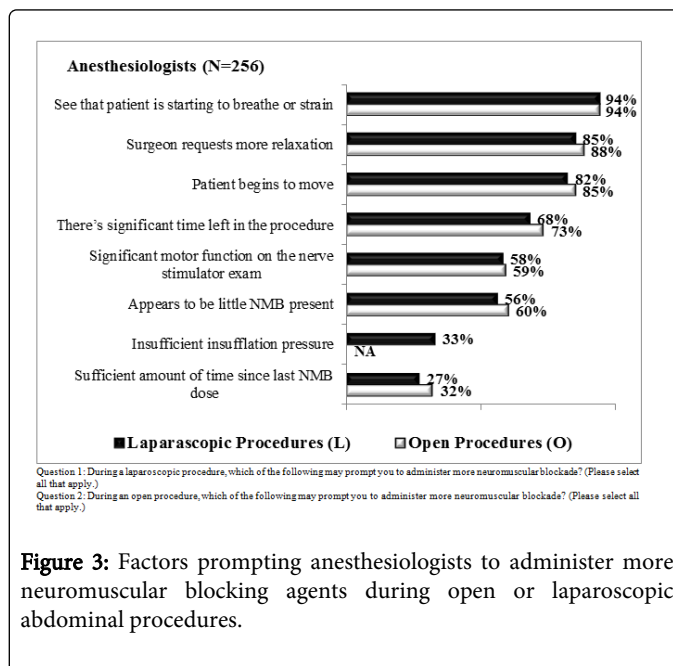 Anesthesiologists (N=256)
See that patient is starting to breathe or strain
94%
94%
Surgeon requests more relaxation
85%
88%
Patient begins to move
82%
85%
There's significant time left in the procedure
68%
73%
Significant motor function on the nerve
stimulator exam
58%
59%
Appears to be little NMB present
56%
60%
Insufficient insufflation pressure
33%
NA
Sufficient amount of time since last NMB
dose
27%
32%
Laparascopic Procedures (L) Open Procedures (O)
Question 1: During a laparoscopic procedure, which of the following may prompt you to administer more neuromuscular blockade? (Please select
all that apply.)
Question 2: During an open procedure, which of the following may prompt you to administer more neuromuscular blockade? (Please select all
that apply.)
Figure 3: Factors prompting anesthesiologists to administer more
neuromuscular blocking agents during open or laparoscopic
abdominal procedures.